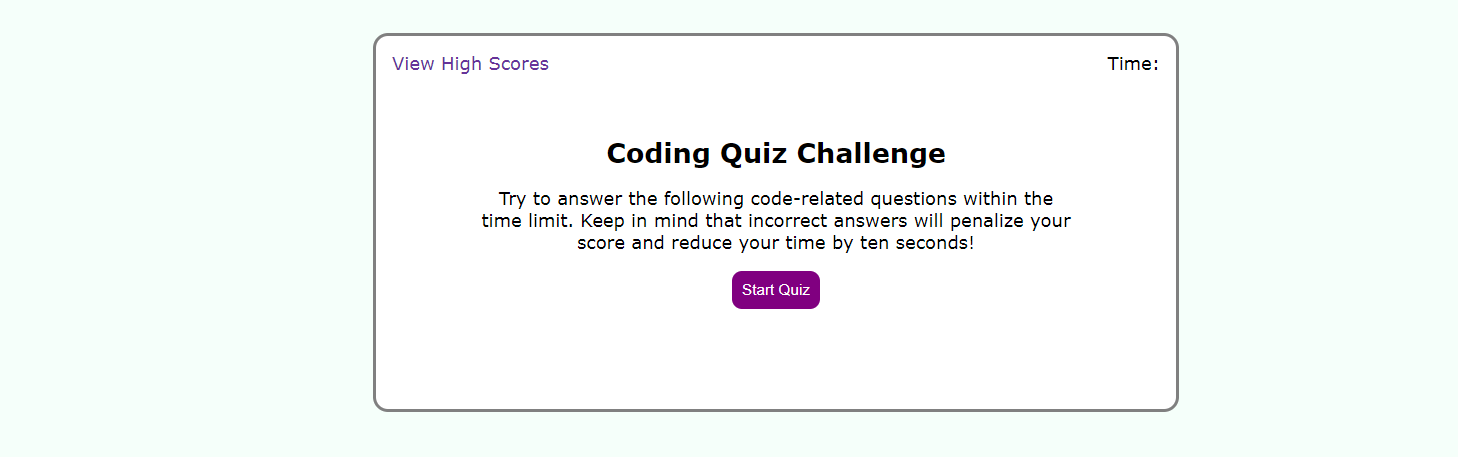 View High Scores
Time:
Coding Quiz Challenge
Try to answer the following code-related questions within the
time limit. Keep in mind that incorrect answers will penalize your
score and reduce your time by ten seconds!
Start Quiz